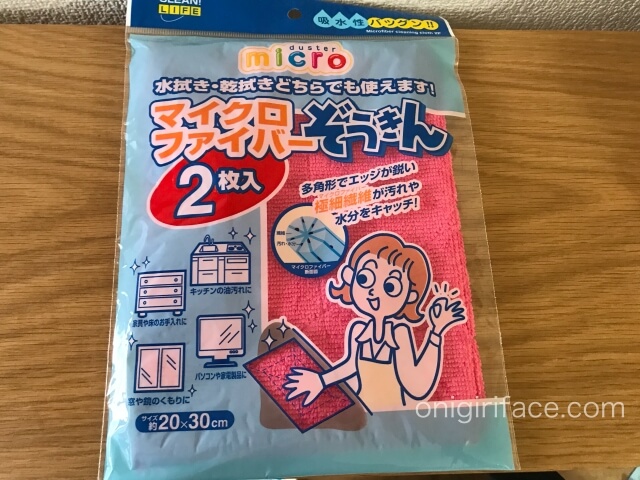 CLEAN!
LIFE
吸水性バツグン!!
Microfiber cleaning cloth 2P
duster
micro
水拭き・乾拭きどちらでも使えます!
マイクロ
ファイバーぞうきん
2枚入
多角形でエッジが鋭い
極細繊維が汚れや
水分をキャッチ!
マイクロファイバー
断面図
キッチンの油汚れに
家具や床のお手入れに
パソコンや家電製品に
窓や鏡のくもりに
サイズ
約20×30cm
onigiriface.com